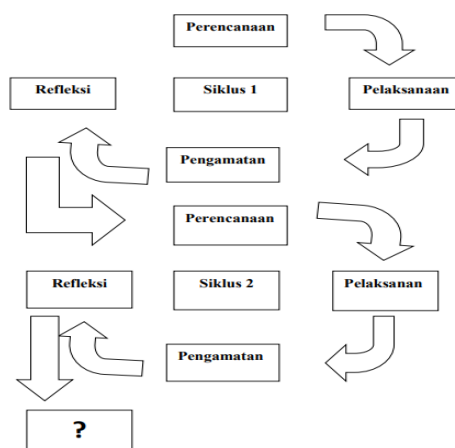 Perencanaan
Refleksi
Siklus 1
Pelaksanaan
Pengamatan
Perencanaan
Refleksi
Siklus 2
Pelaksanan
Pengamatan
?